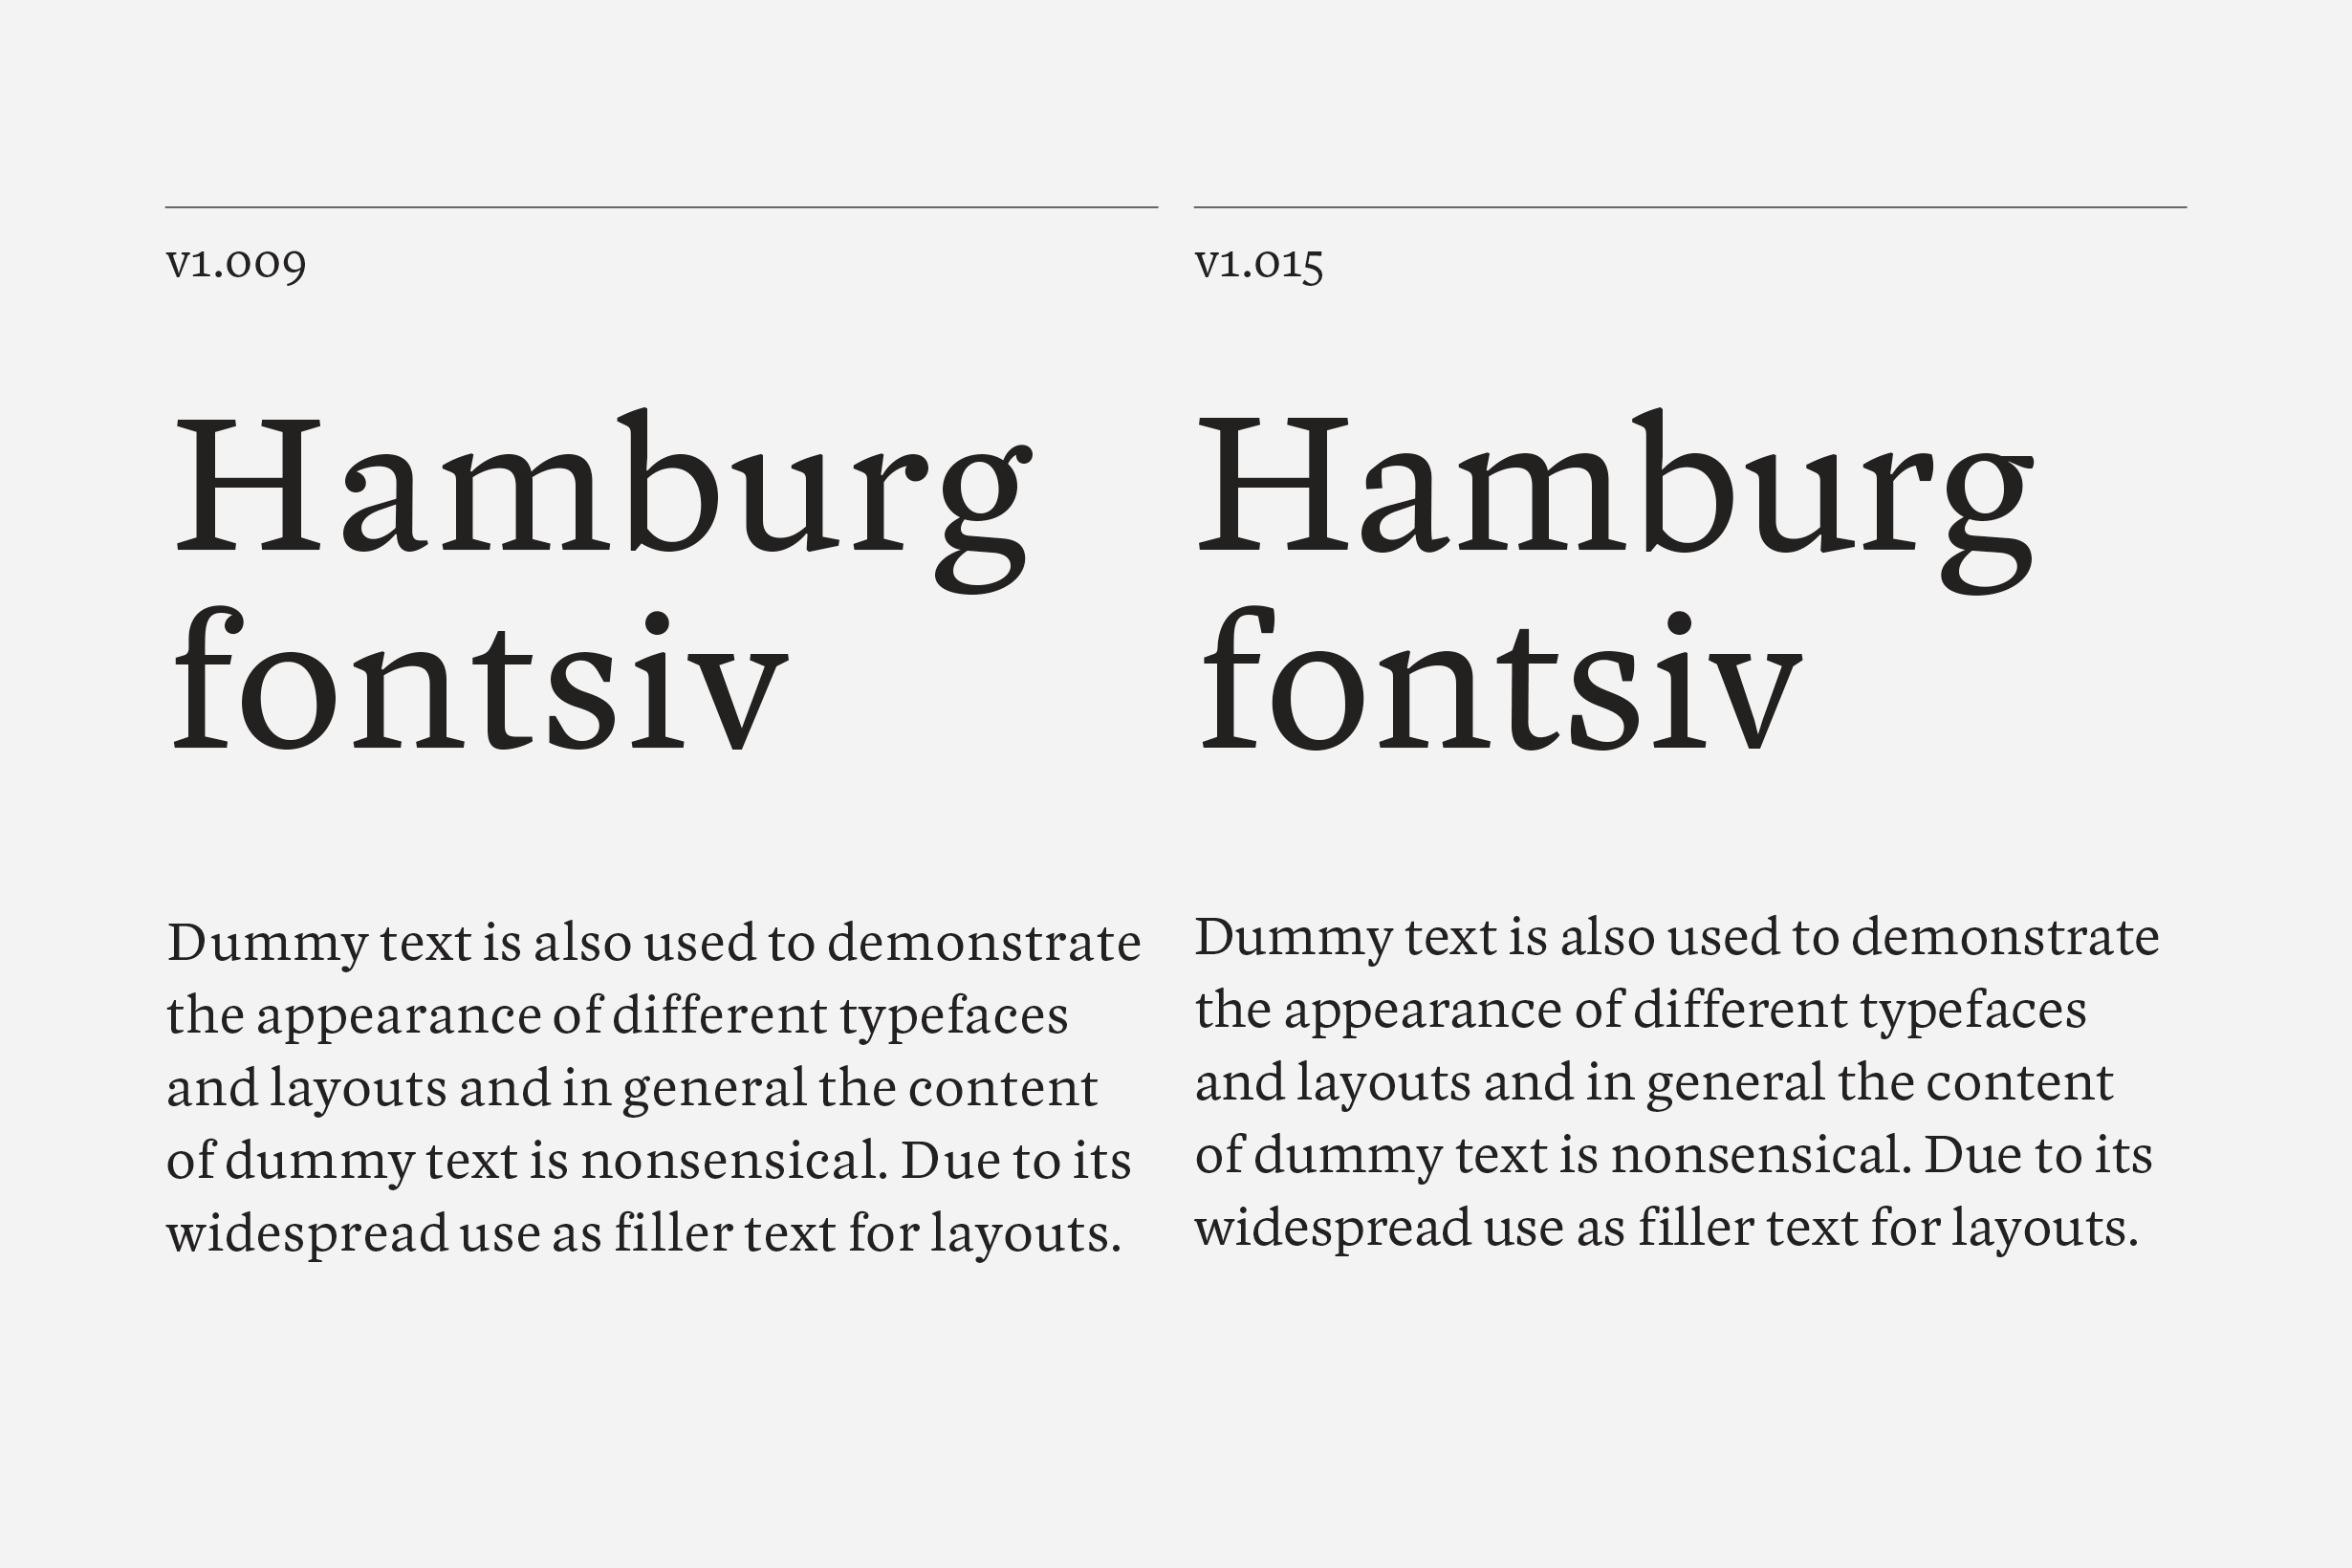 v1.009
Hamburg
fontsiv
Dummy text is also used to demonstrate
the appearance of different typefaces
and layouts and in general the content
of dummy text is nonsensical. Due to its
widespread use as filler text for layouts.
v1.015
Hamburg
fontsiv
Dummy text is also used to demonstrate
the appearance of different typefaces
and layouts and in general the content
of dummy text is nonsensical. Due to its
widespread use as filler text for layouts.